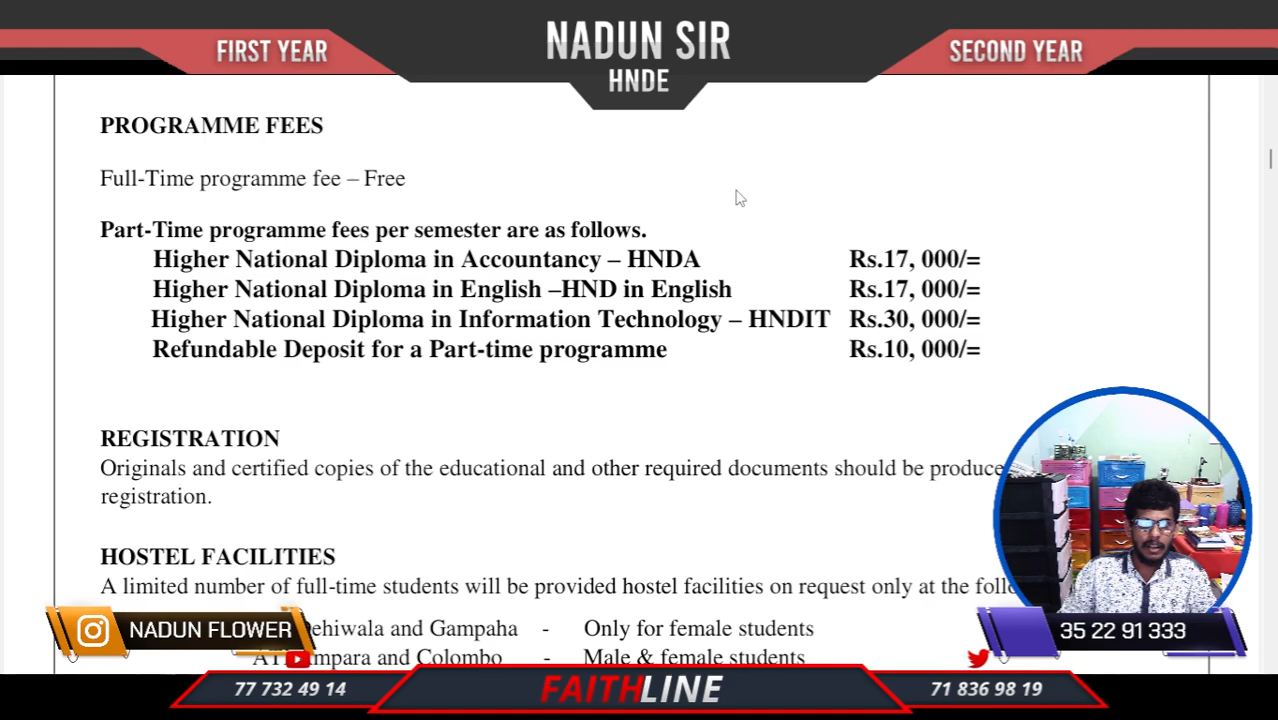 FIRST YEAR
NADUN SIR
SECOND YEAR
HNDE
PROGRAMME FEES
Full-Time programme fee – Free
Part-Time programme fees per semester are as follows.
Higher National Diploma in Accountancy – HNDA Rs.17, 000/=
Higher National Diploma in English –HND in English Rs.17, 000/=
Higher National Diploma in Information Technology – HNDIT Rs.30, 000/=
Refundable Deposit for a Part-time programme Rs.10, 000/=
REGISTRATION
Originals and certified copies of the educational and other required documents should be produce
registration.
HOSTEL FACILITIES
A limited number of full-time students will be provided hostel facilities on request only at the
and Gampaha - Only for female students
NADUN FLOWER
35 22 91 333
and Colombo - Male & female students
77 732 49 14
FAITHLINE
71 836 98 19